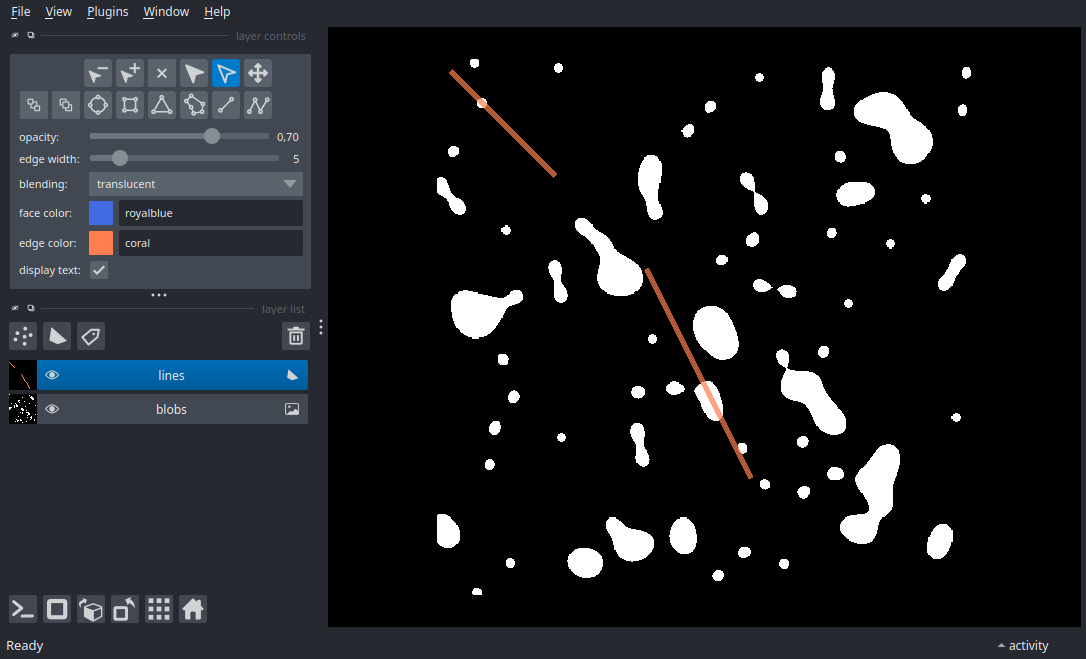 File View Plugins Window Help
layer controls
opacity: 0,70
edge width: 5
blending: translucent
face color: royalblue
edge color: coral
display text:
layer list
lines
blobs
Ready
activity